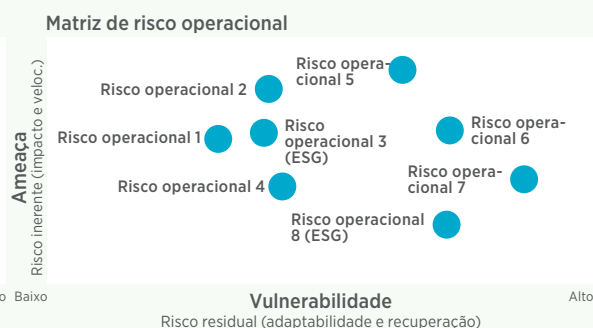 Matriz de risco operacional
Risco opera-
cional 5
Risco operacional 2
Risco operacional 1
Risco
operacional 3
(ESG)
Risco opera-
cional 6
Risco operacional 4
Risco opera-
cional 7
Risco operacional
8 (ESG)
Ameaça
Risco inerente (impacto e veloc.)
o
Baixo
Vulnerabilidade
Alto
Risco residual (adaptabilidade e recuperação)